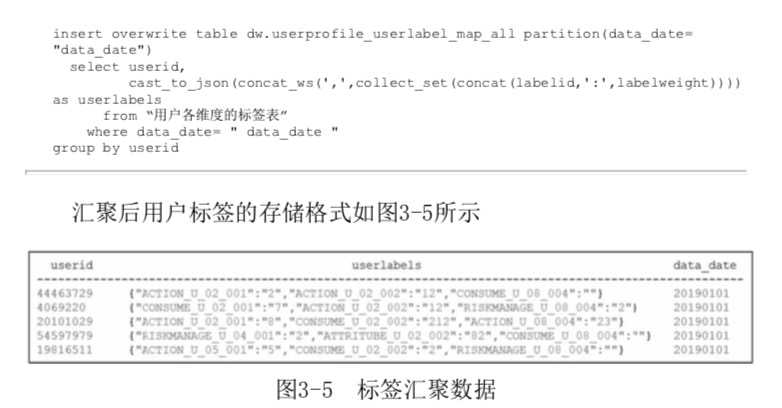 insert overwrite table dw.userprofile_userlabel_map_all partition(data_date=
"data_date")
select userid,
cast_to_json(concat_ws(',',collect_set(concat(labelid,':',labelweight))))
as userlabels
from “用户各维度的标签表”
where data_date= " data_date "
group by userid
汇聚后用户标签的存储格式如图3-5所示
userid userlabels data_date
44463729 {"ACTION_U_02_001":"2","ACTION_U_02_002":"12","CONSUME_U_08_004":""} 20190101
4069220 {"CONSUME_U_02_001":"7","ACTION_U_02_002":"12","RISKMANAGE_U_08_004":"2"} 20190101
20101029 {"ACTION_U_02_001":"8","CONSUME_U_02_002":"212","ACTION_U_08_004":"23"} 20190101
54597979 {"RISKMANAGE_U_04_001":"2","ATTRITUBE_U_02_002":"82","CONSUME_U_08_004":""} 20190101
19816511 {"ACTION_U_05_001":"5","CONSUME_U_02_002":"2","RISKMANAGE_U_08_004":""} 20190101
图3-5 标签汇聚数据